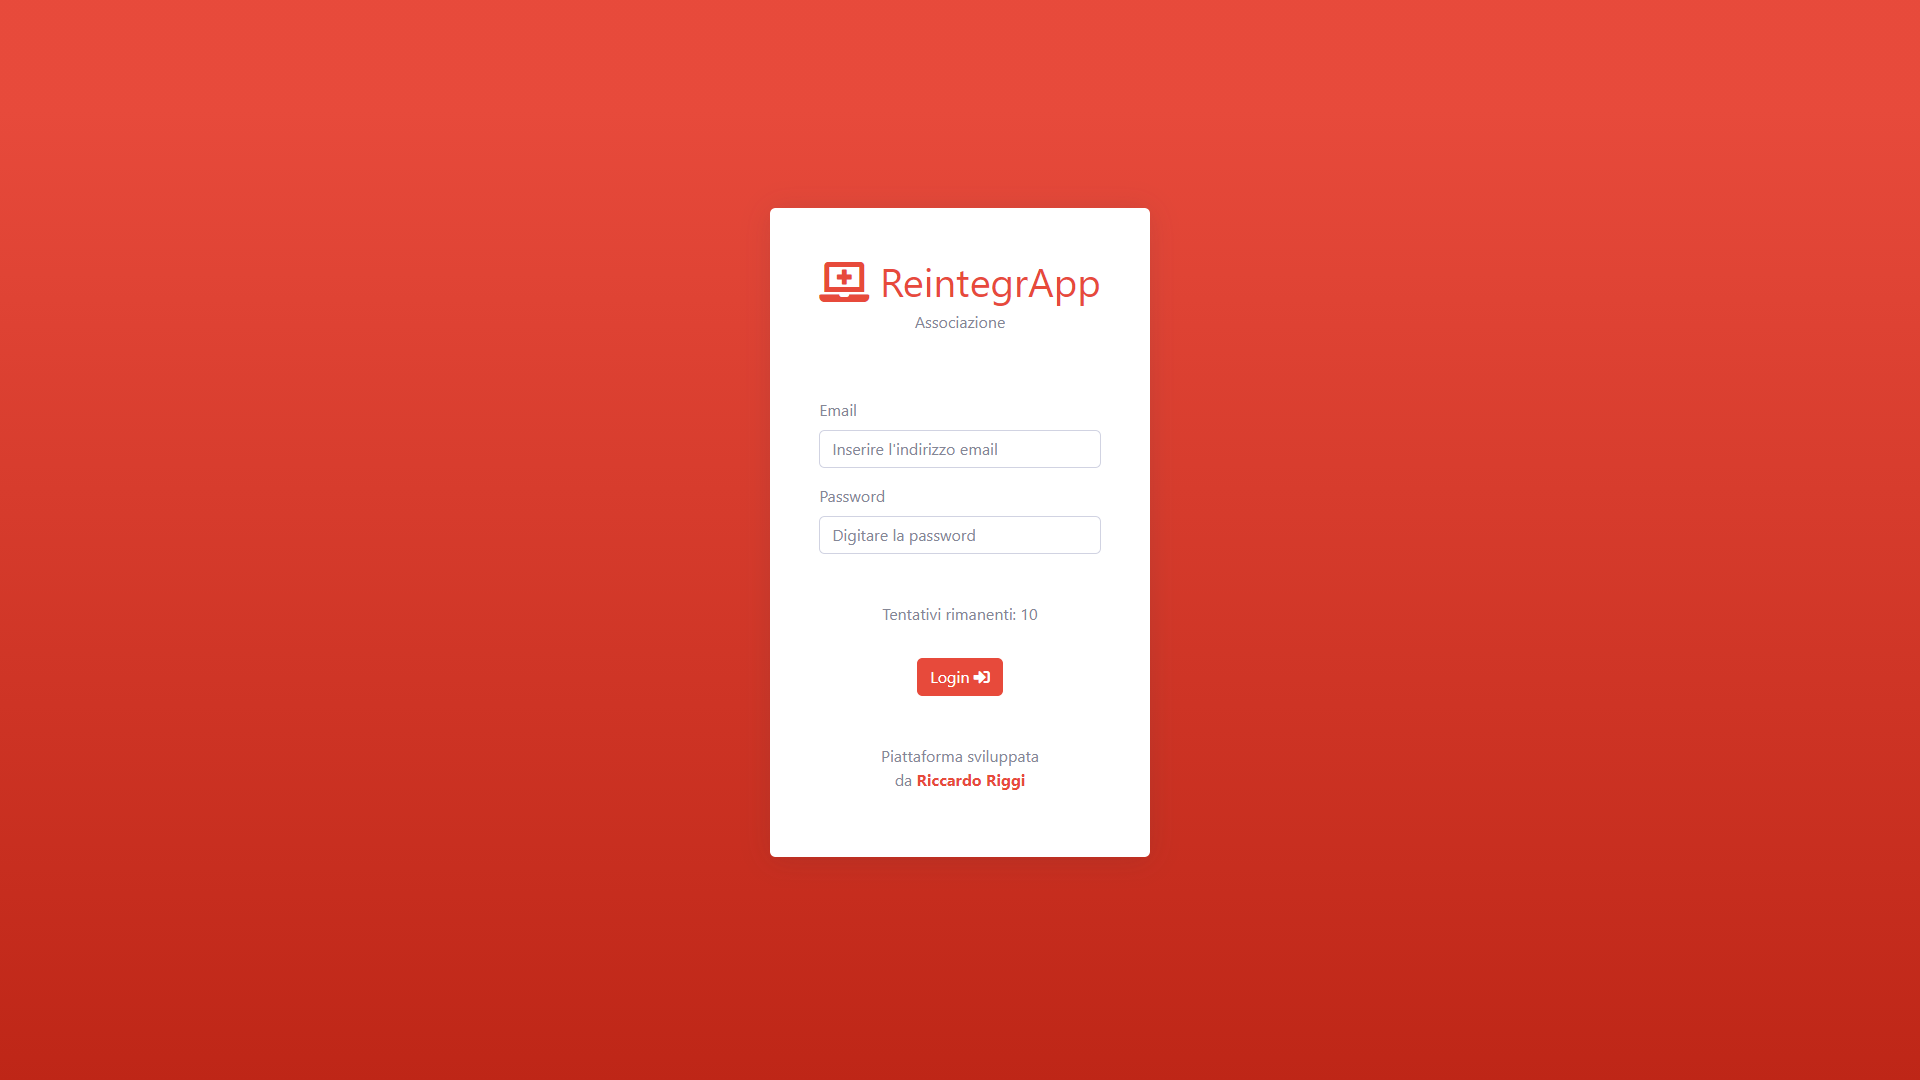 ReintegrApp
Associazione
Email
Inserire l'indirizzo email
Password
Digitare la password
Tentativi rimanenti: 10
Login
Piattaforma sviluppata
da Riccardo Riggi